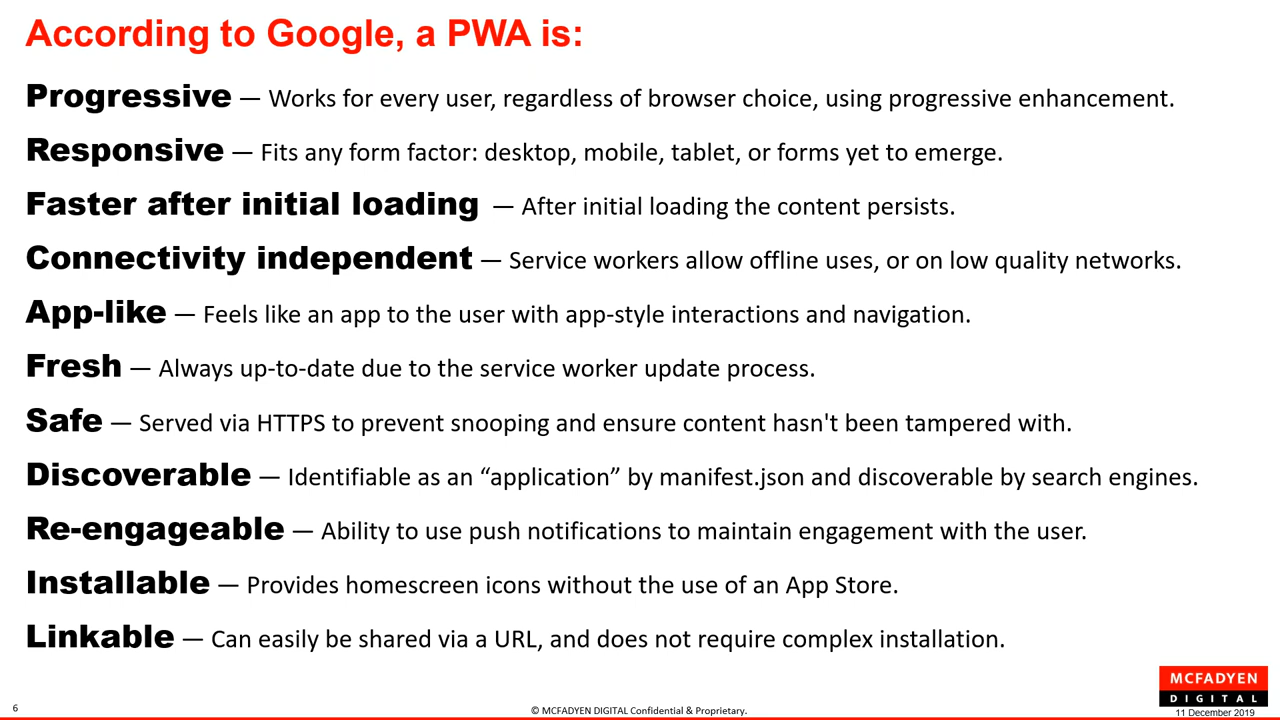 According to Google, a PWA is:
Progressive — Works for every user, regardless of browser choice, using progressive enhancement.
Responsive — Fits any form factor: desktop, mobile, tablet, or forms yet to emerge.
Faster after initial loading — After initial loading the content persists.
Connectivity independent — Service workers allow offline uses, or on low quality networks.
App-like — Feels like an app to the user with app-style interactions and navigation.
Fresh — Always up-to-date due to the service worker update process.
Safe — Served via HTTPS to prevent snooping and ensure content hasn't been tampered with.
Discoverable — Identifiable as an “application” by manifest.json and discoverable by search engines.
Re-engageable — Ability to use push notifications to maintain engagement with the user.
Installable — Provides homescreen icons without the use of an App Store.
Linkable — Can easily be shared via a URL, and does not require complex installation.
MCFADYEN
DIGITAL
6
© MCFADYEN DIGITAL Confidential & Proprietary.
11 December 2019